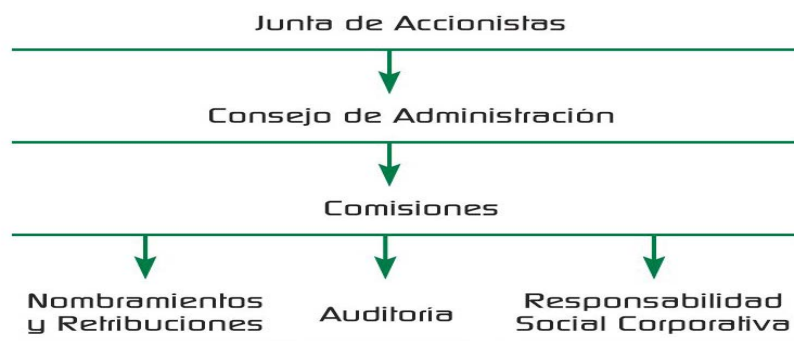 Junta de Accionistas
Consejo de Administración
Comisiones
Nombramientos
y Retribuciones
Auditoría
Responsabilidad
Social Corporativa